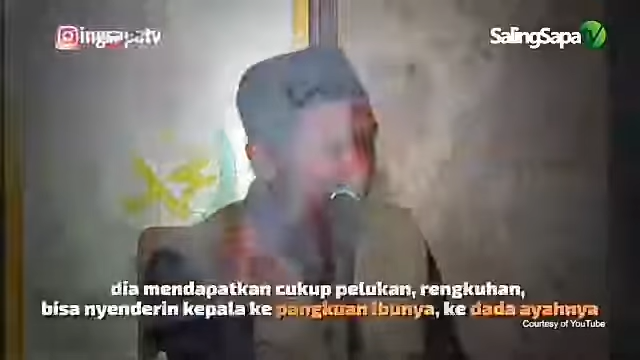 SalingSapa TV
dia mendapatkan cukup pelukan, rengkuhan,
bisa nyenderin kepala ke pangkuan ibunya, ke dada ayahnya
Courtesy of YouTube